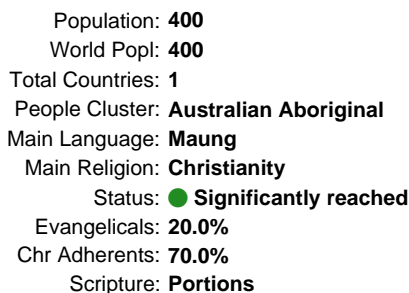 Population: 400
World Popl: 400
Total Countries: 1
People Cluster: Australian Aboriginal
Main Language: Maung
Main Religion: Christianity
Status: Significantly reached
Evangelicals: 20.0%
Chr Adherents: 70.0%
Scripture: Portions